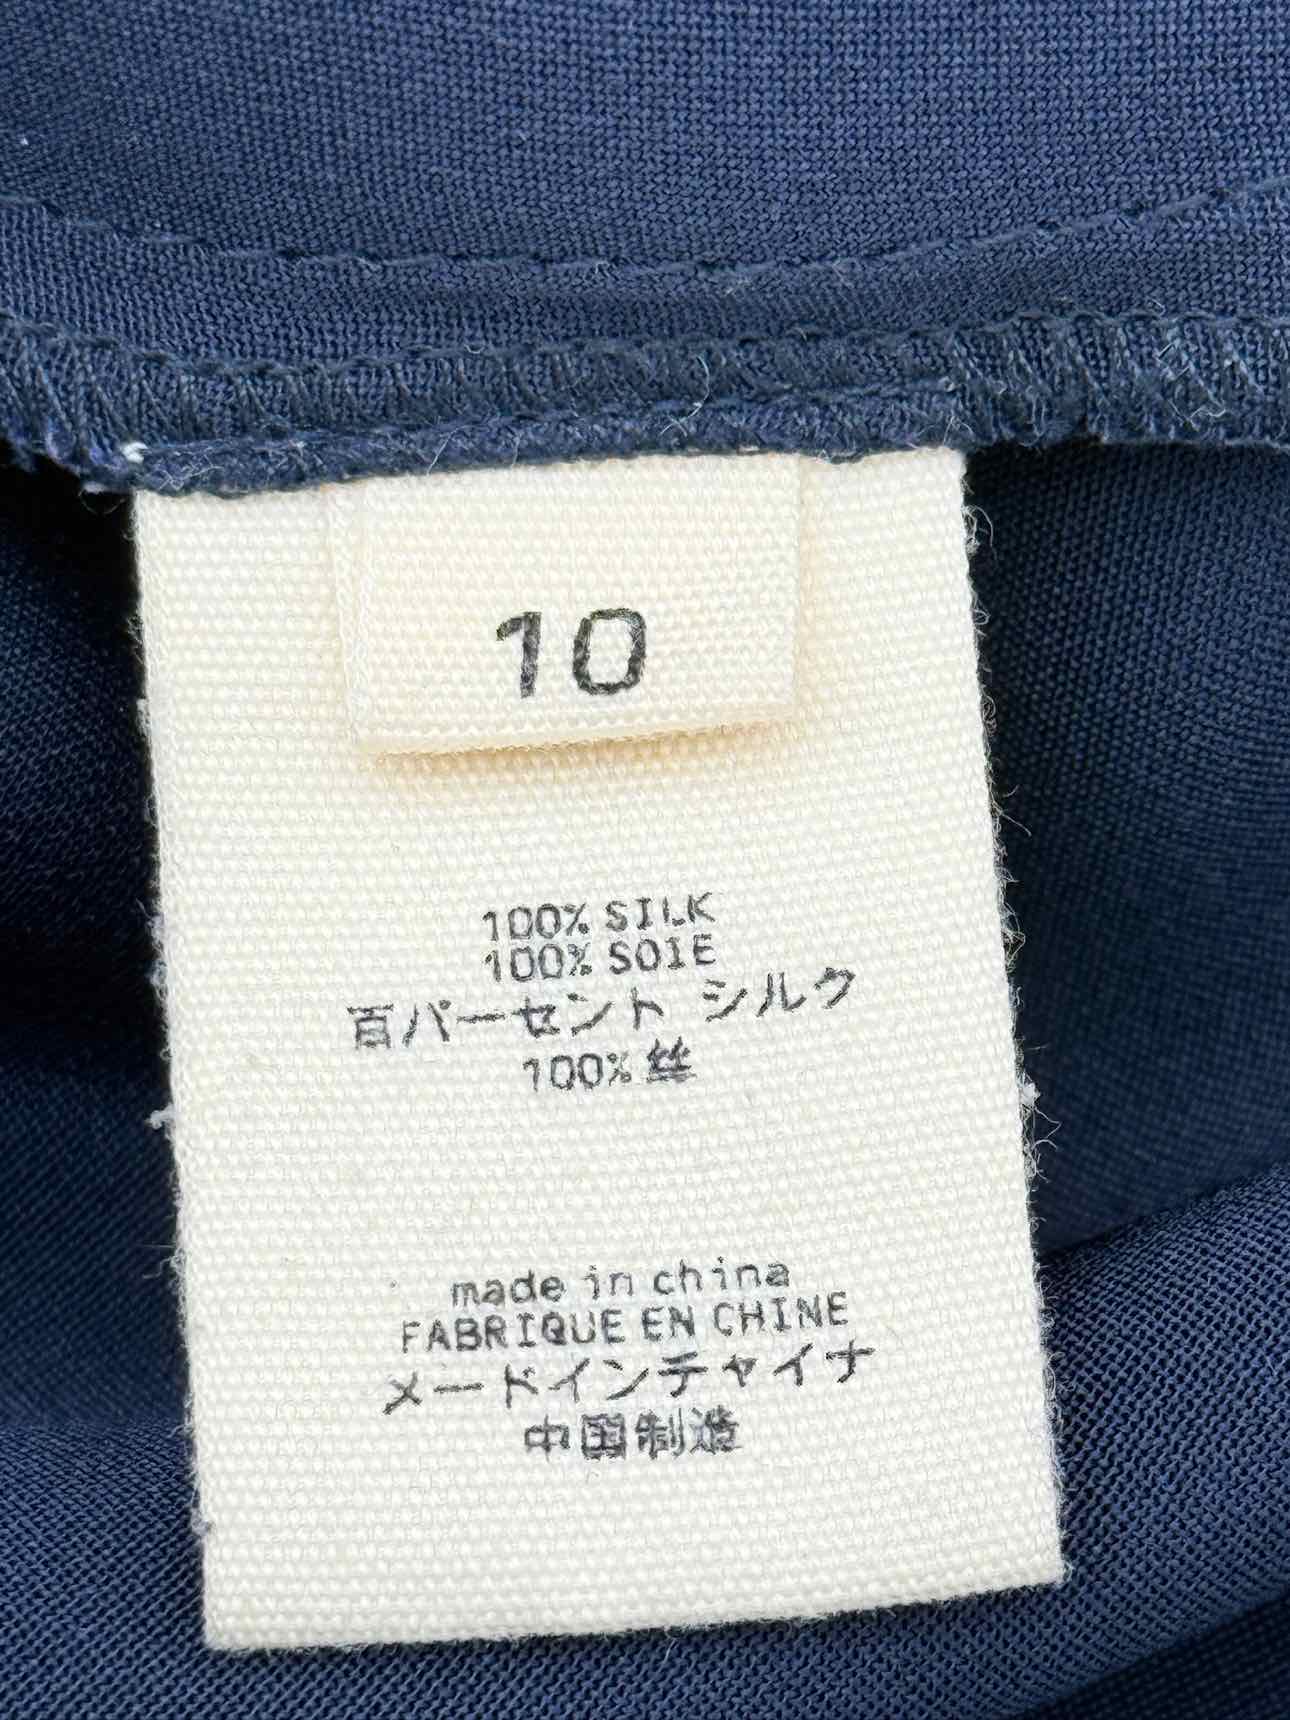 10
100% SILK
100% SOIE
百パーセント シルク
100% 丝
made in china
FABRIQUE EN CHINE
メードインチャイナ
中国制造